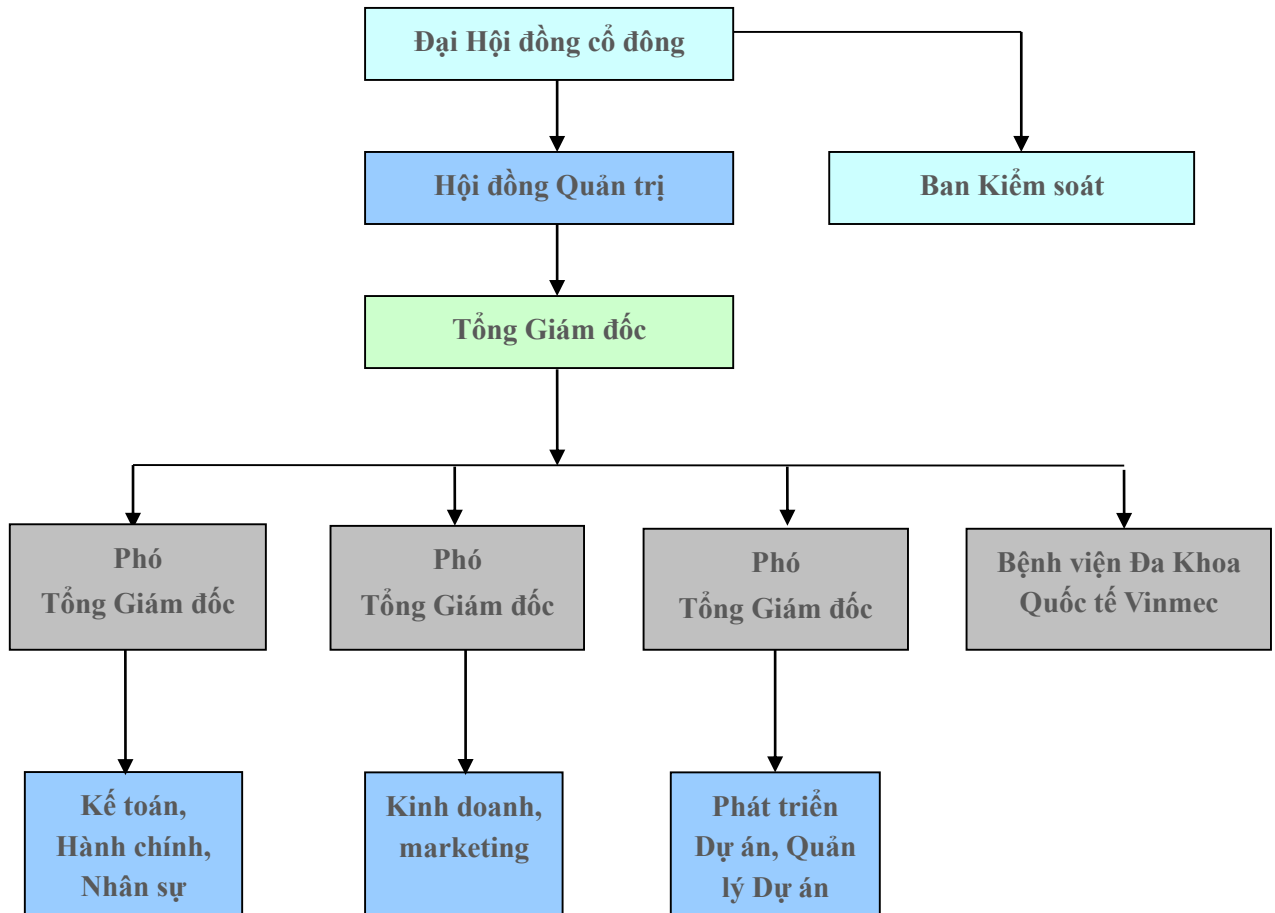 Đại Hội đồng cổ đông
Hội đồng Quản trị
Ban Kiểm soát
Tổng Giám đốc
Phó
Tổng Giám đốc
Phó
Tổng Giám đốc
Phó
Tổng Giám đốc
Bệnh viện Đa Khoa
Quốc tế Vinmec
Kế toán,
Hành chính,
Nhân sự
Kinh doanh,
marketing
Phát triển
Dự án, Quản
lý Dự án